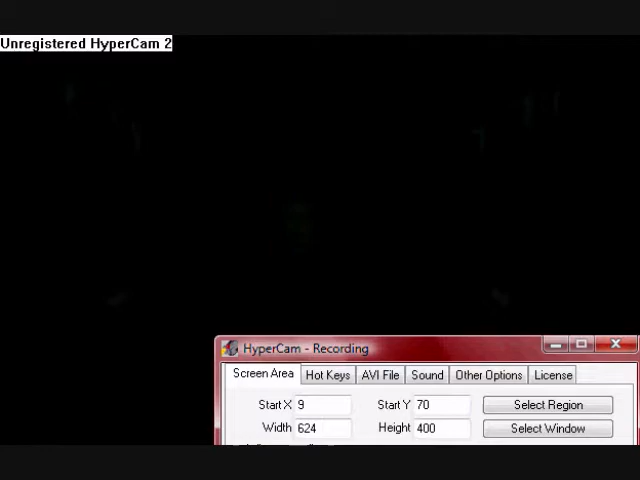 Unregistered HyperCam 2
HyperCam - Recording
Screen Area Hot Keys AVI File Sound Other Options License
Start X 9 Start Y 70 Select Region
Width 624 Height 400 Select Window